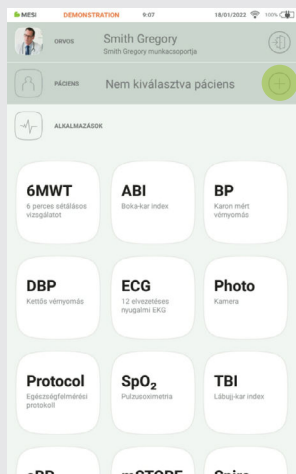 MESI DEMONSTRATION 9:07 18/01/2022 100%
ORVOS Smith Gregory
Smith Gregory munkacsoportja
PÁCIENS Nem kiválasztva páciens
ALKALMAZÁSOK
6MWT
6 perces sétálásos
vizsgálatot
ABI
Boka-kar index
BP
Karon mért
vérnyomás
DBP
Kettős vérnyomás
ECG
12 elvezetéses
nyugalmi EKG
Photo
Kamera
Protocol
Egészségfelmérési
protokoll
SpO₂
Pulzusoximetria
TBI
Lábujj-kar index
mSTORE